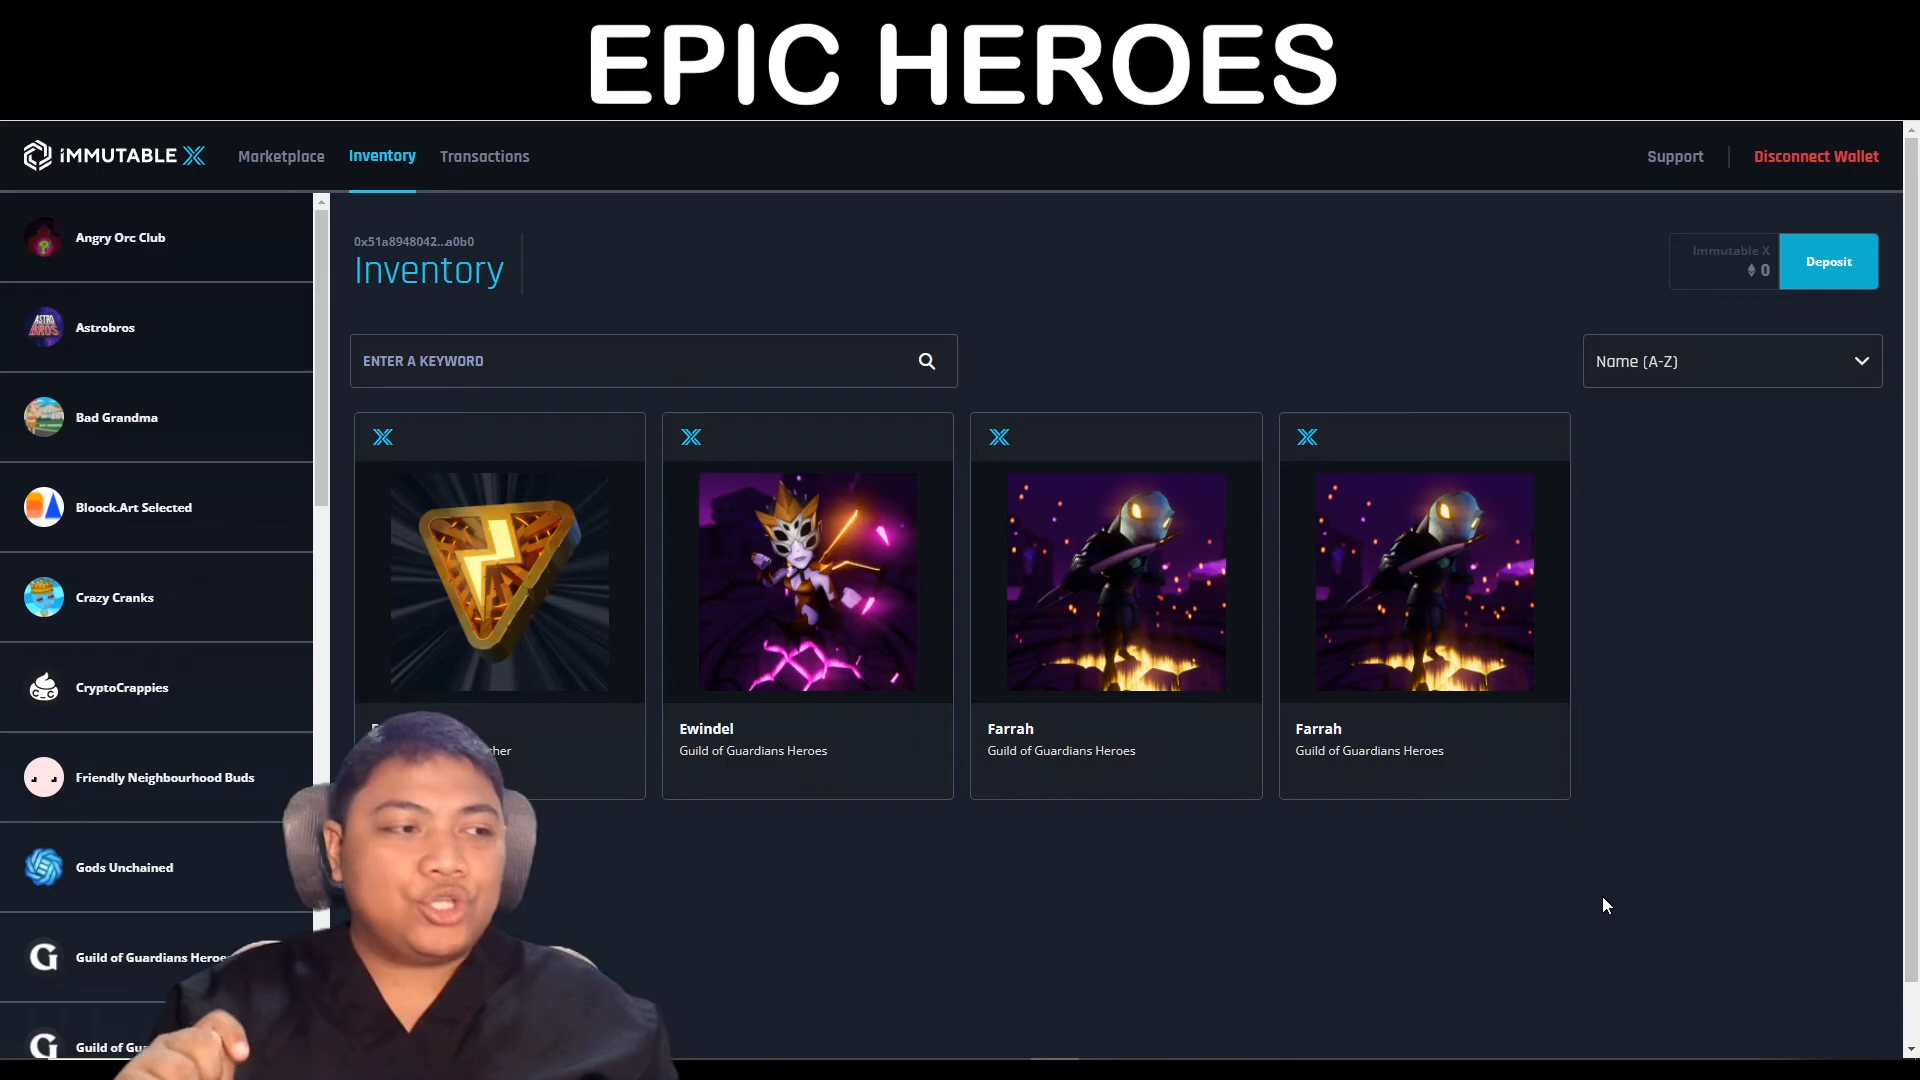 EPIC HEROES
IMMUTABLE X
Marketplace
Inventory
Transactions
Support
Disconnect Wallet
Angry Orc Club
Astrobros
Bad Grandma
Bloock.Art Selected
Crazy Cranks
CryptoCrappies
Friendly Neighbourhood Buds
Gods Unchained
Guild of Guardians
Guild of
0x51a8948042...a0b0
Inventory
Immutable X
0
Deposit
ENTER A KEYWORD
Name (A-Z)
Ewindel
Guild of Guardians Heroes
Farrah
Guild of Guardians Heroes
Farrah
Guild of Guardians Heroes